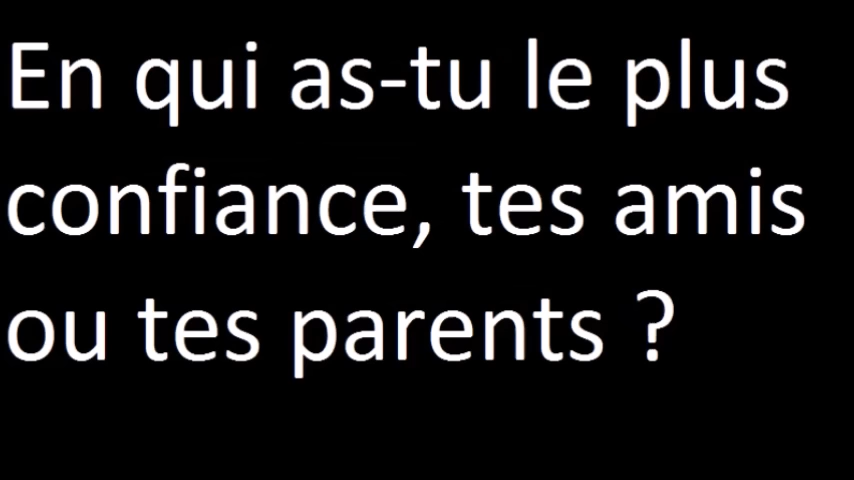 En qui as-tu le plus
confiance, tes amis
ou tes parents ?